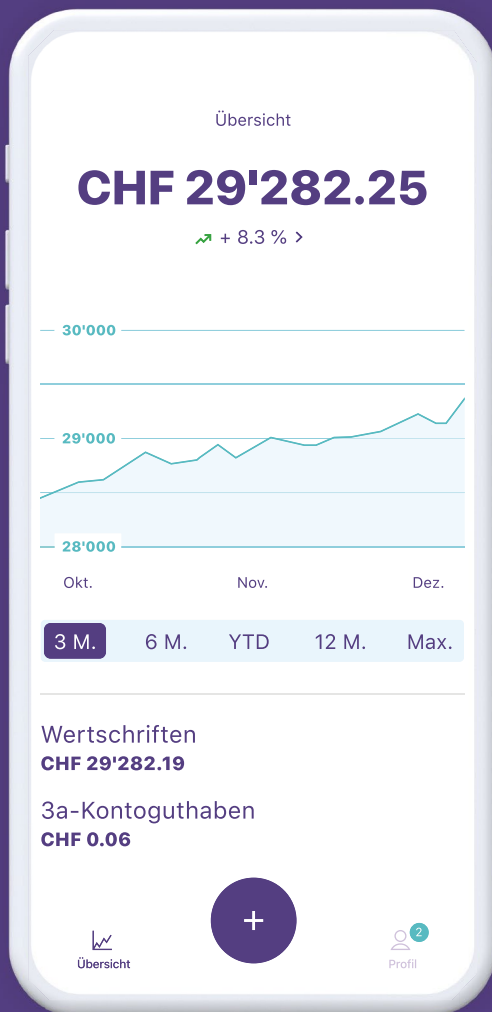 Übersicht
CHF 29'282.25
+ 8.3 %
30'000
29'000
28'000
Okt. Nov. Dez.
3 M. 6 M. YTD 12 M. Max.
Wertschriften
CHF 29'282.19
3a-Kontoguthaben
CHF 0.06
+
2
Übersicht Profil